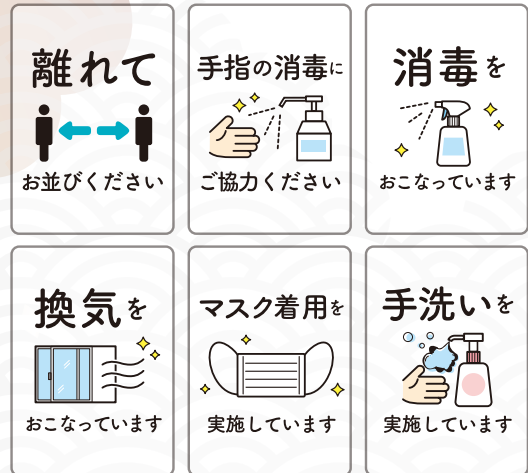 離れて
お並びください
手指の消毒に
ご協力ください
消毒を
おこなっています
換気を
おこなっています
マスク着用を
実施しています
手洗いを
実施しています